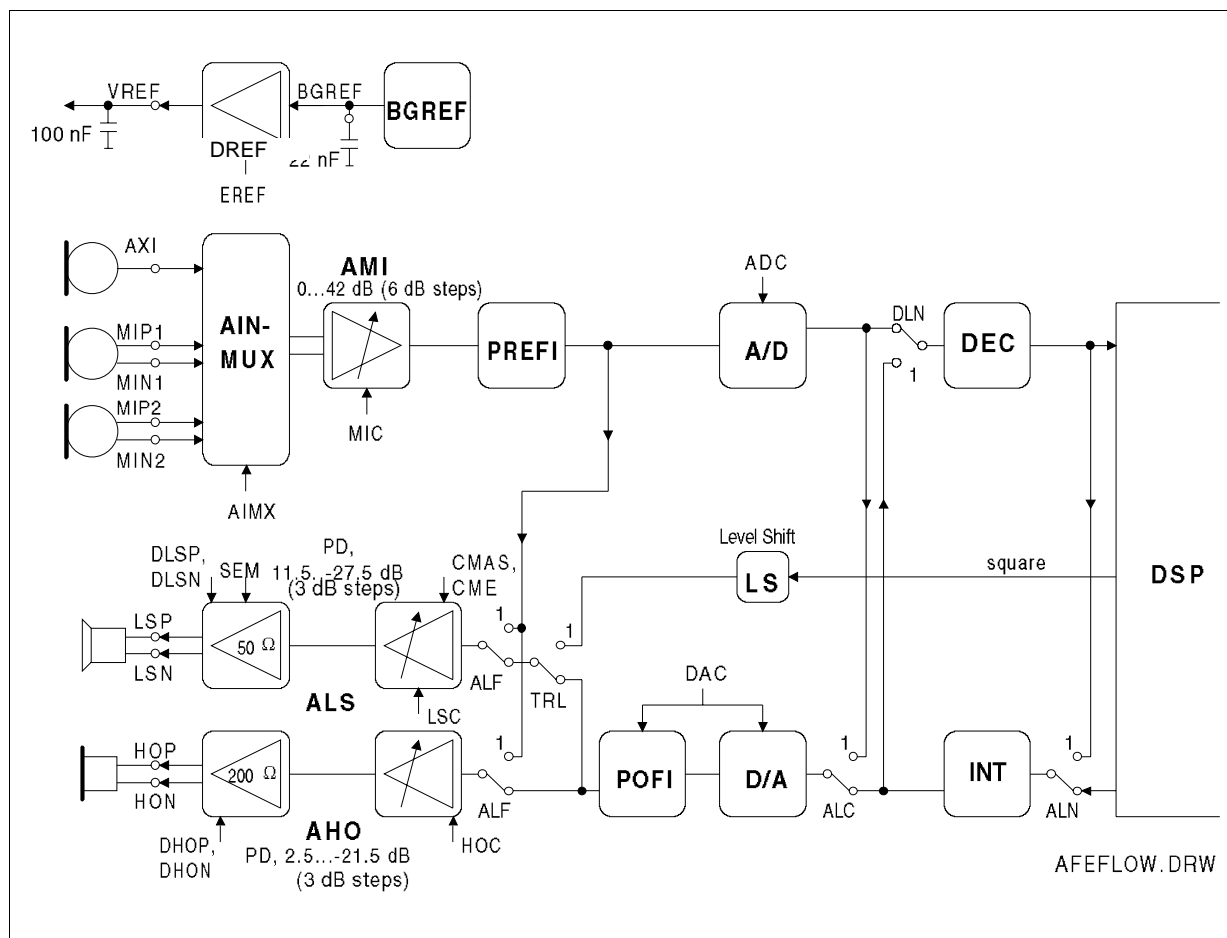 VREF
BGREF
BGREF
100 nF
DREF
nF
EREF
AXI
AMI
0...42 dB (6 dB steps)
ADC
MIP1
AIN-
MUX
PREFI
A/D
DLN
1
DEC
MIN1
MIP2
MIC
MIN2
AIMX
DLSP,
DLSN
SEM
PD,
11.5...-27.5 dB
(3 dB steps)
CMAS,
CME
Level Shift
LS
square
DSP
LSP
LSN
50 Ω
1
1
ALF
TRL
ALS
LSC
DAC
HOP
HON
200 Ω
1
ALF
POFI
D/A
1
ALC
INT
1
ALN
AHO
HOC
DHOP,
DHON
PD, 2.5...-21.5 dB
(3 dB steps)
AFEFLOW.DRW